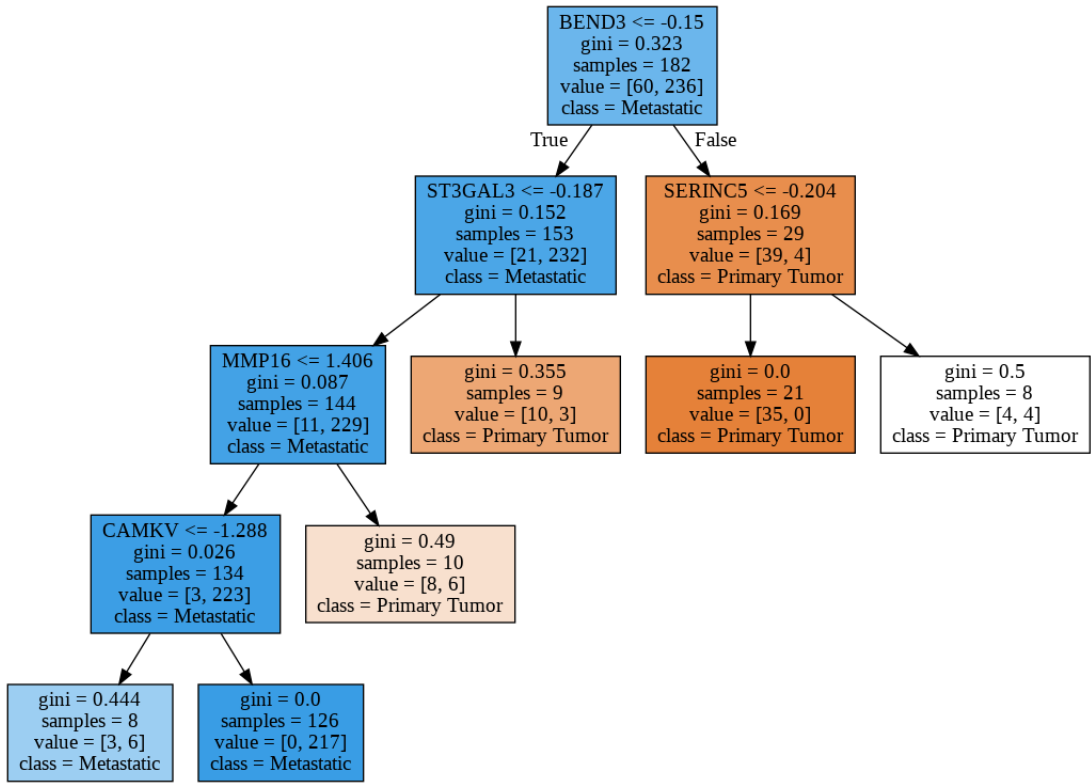 BEND3 <= -0.15
gini = 0.323
samples = 182
value = [60, 236]
class = Metastatic
True
False
ST3GAL3 <= -0.187
gini = 0.152
samples = 153
value = [21, 232]
class = Metastatic
SERINC5 <= -0.204
gini = 0.169
samples = 29
value = [39, 4]
class = Primary Tumor
MMP16 <= 1.406
gini = 0.087
samples = 144
value = [11, 229]
class = Metastatic
gini = 0.355
samples = 9
value = [10, 3]
class = Primary Tumor
gini = 0.0
samples = 21
value = [35, 0]
class = Primary Tumor
gini = 0.5
samples = 8
value = [4, 4]
class = Primary Tumor
CAMKV <= -1.288
gini = 0.026
samples = 134
value = [3, 223]
class = Metastatic
gini = 0.49
samples = 10
value = [8, 6]
class = Primary Tumor
gini = 0.444
samples = 8
value = [3, 6]
class = Metastatic
gini = 0.0
samples = 126
value = [0, 217]
class = Metastatic